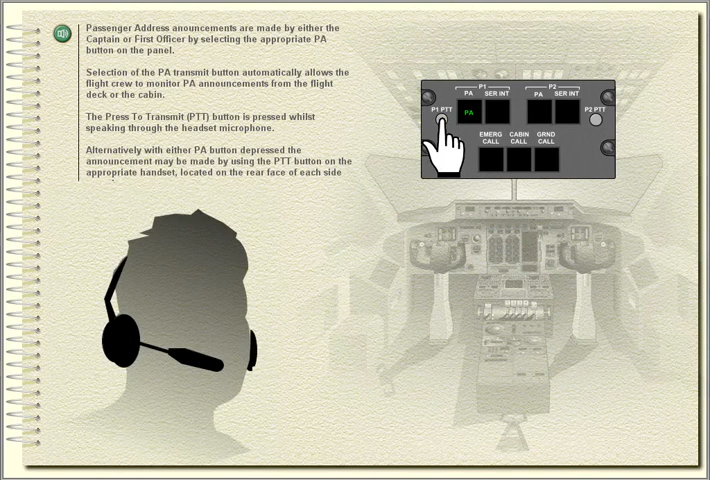 Passenger Address anouncements are made by either the
Captain or First Officer by selecting the appropriate PA
button on the panel.
Selection of the PA transmit button automatically allows the
flight crew to monitor PA announcements from the flight
deck or the cabin.
The Press To Transmit (PTT) button is pressed whilst
speaking through the headset microphone.
Alternatively with either PA button depressed the
announcement may be made by using the PTT button on the
appropriate handset, located on the rear face of each side
P1 P2
PA SER INT PA SER INT
P1 PTT PA P2 PTT
EMERG CALL CABIN CALL GRND CALL